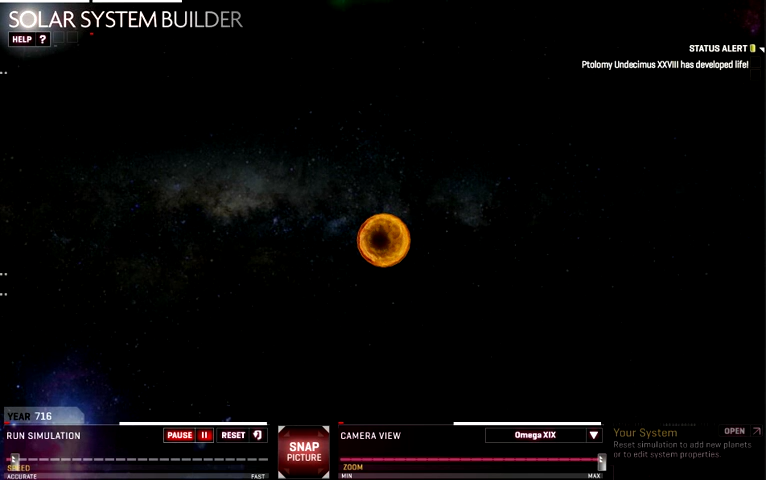 SOLAR SYSTEM BUILDER
HELP ?
STATUS ALERT
Ptolomy Undecimus XXVIII has developed life!
YEAR 716
RUN SIMULATION
PAUSE
RESET
SPEED
ACCURATE
FAST
SNAP
PICTURE
CAMERA VIEW
Omega XIX
ZOOM
MIN
MAX
Your System
OPEN
Reset simulation to add new planets
or to edit system properties.